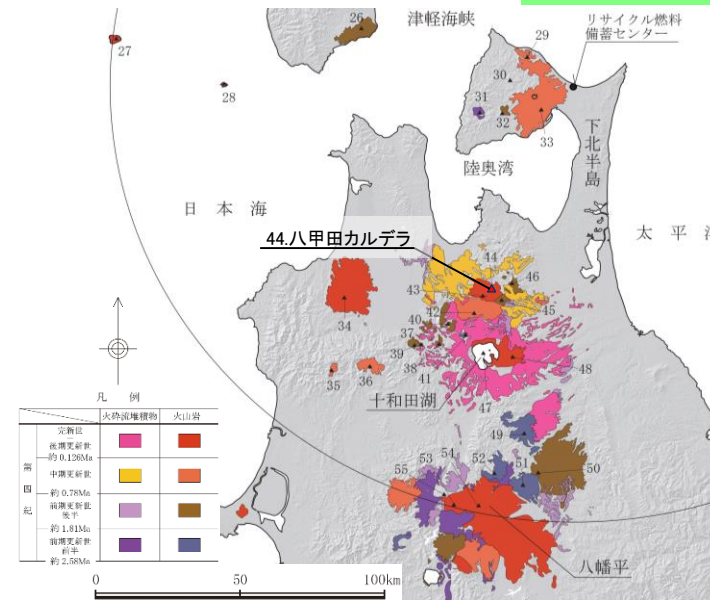 津軽海峡
リサイクル燃料
備蓄センター
26
27
28
29
30
31
32
33
陸奥湾
下北半島
日 本 海
太 平 洋
44.八甲田カルデラ
44
46
43
42
45
40
37
34
39
38
41
48
35
36
十和田湖
47
49
凡 例
火砕流堆積物
火山岩
第四紀
完新世
後期更新世
約 0.126Ma
中期更新世
約 0.78Ma
前期更新世
後半
約 1.81Ma
前期更新世
前半
約 2.58Ma
50
51
52
53
54
55
八幡平
0
50
100km